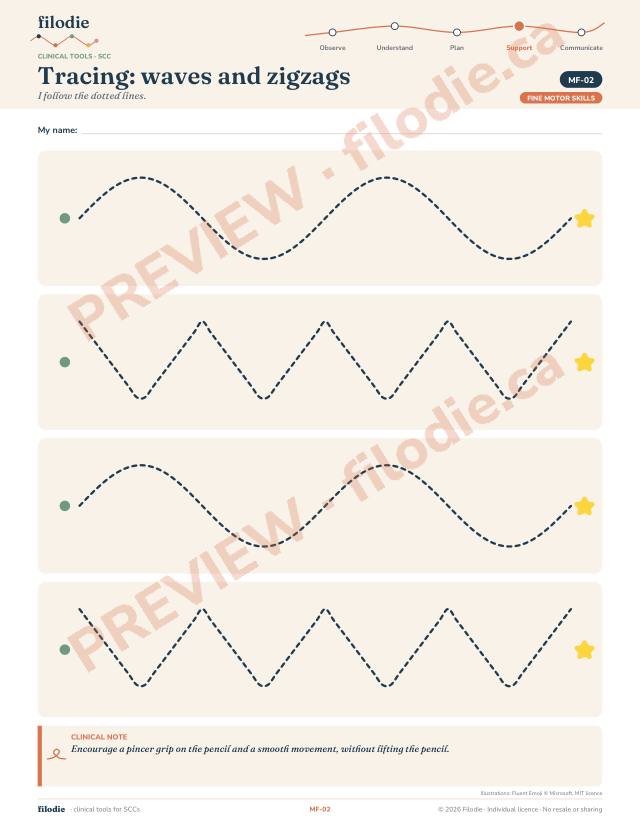 filodie
Observe Understand Plan Support Communicate
CLINICAL TOOLS · SCC
Tracing: waves and zigzags
MF-02
I follow the dotted lines.
FINE MOTOR SKILLS
My name:
PREVIEW · filodie.ca
PREVIEW · filodie.ca
CLINICAL NOTE
Encourage a pincer grip on the pencil and a smooth movement, without lifting the pencil.
Illustrations: Fluent Emoji © Microsoft, MIT licence
filodie · clinical tools for SCCs
MF-02
© 2026 Filodie · Individual licence · No resale or sharing